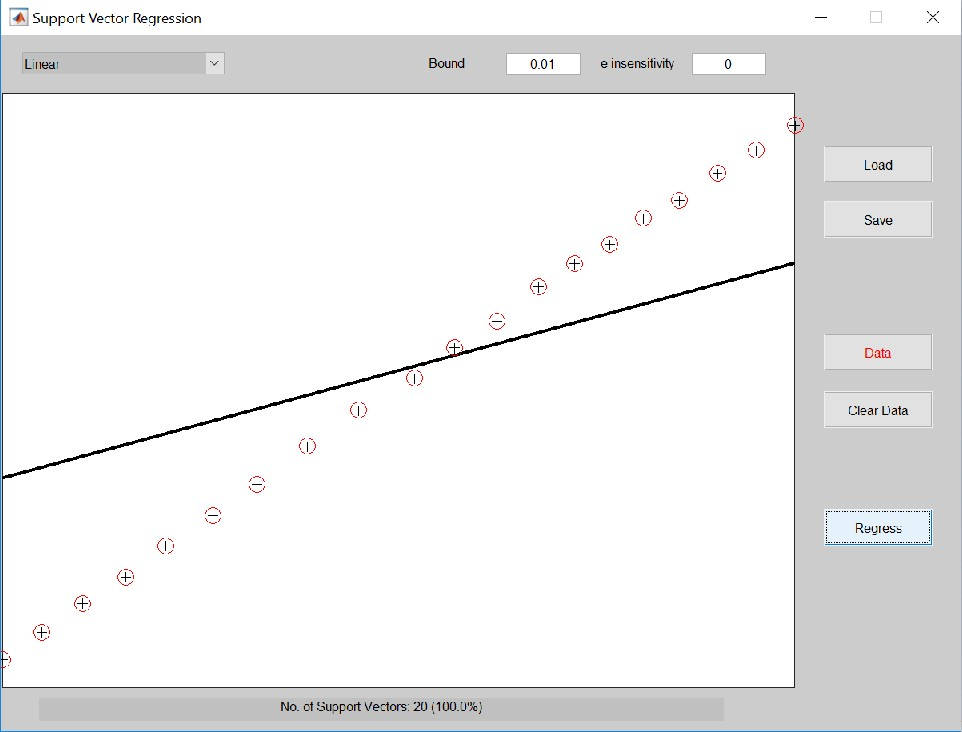 Support Vector Regression
Linear Bound 0.01 e insensitivity 0
Load
Save
Data
Clear Data
Regress
No. of Support Vectors: 20 (100.0%)